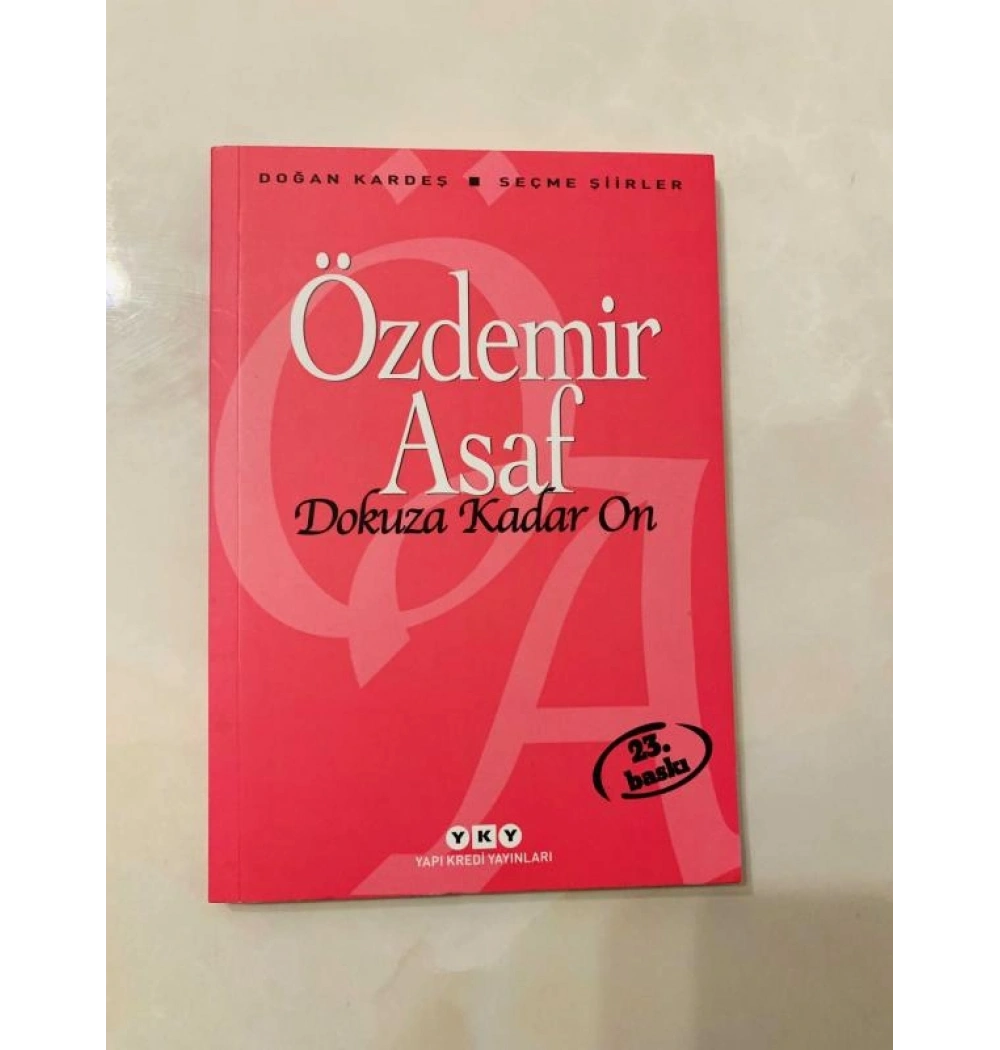 DOĞAN KARDEŞ ■ SEÇME ŞİİRLER
Özdemir
Asaf
Dokuza Kadar On
23.
baskı
YKY
YAPI KREDİ YAYINLARI